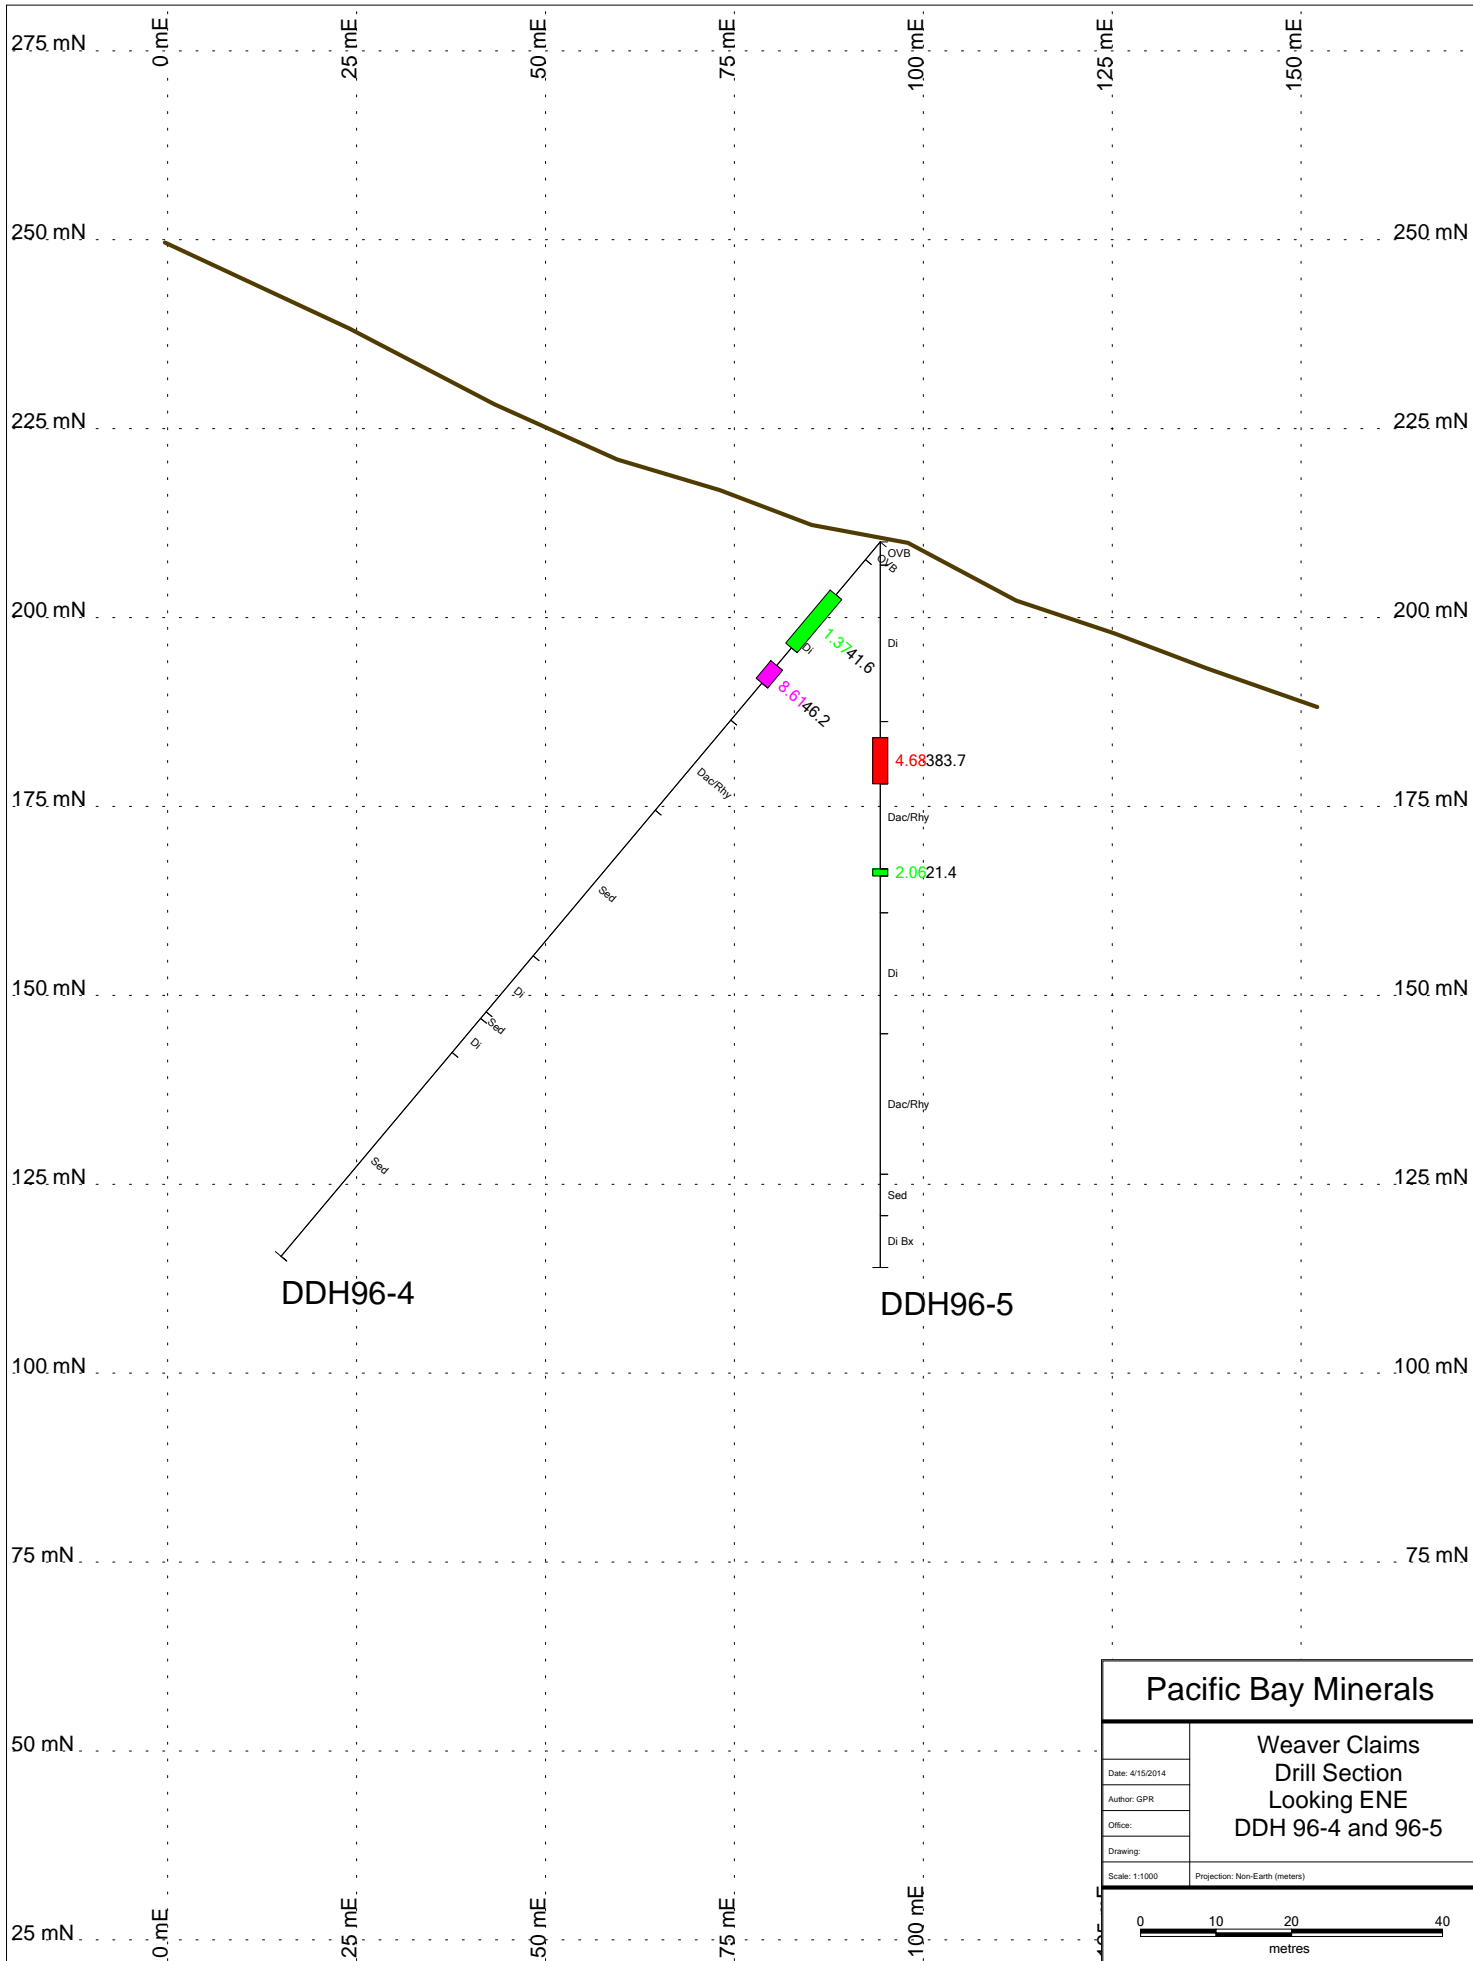 0 mE
25 mE
50 mE
75 mE
100 mE
125 mE
150 mE
275 mN
250 mN
250 mN
225 mN
225 mN
OVB
OVB
200 mN
200 mN
Di
Di
1.3741.6
8.6146.2
4.68383.7
Dac/Rhy
175 mN
175 mN
Dac/Rhy
2.0621.4
Sed
150 mN
150 mN
Di
Di
Sed
Di
Dac/Rhy
Sed
125 mN
125 mN
Sed
Di Bx
DDH96-4
DDH96-5
100 mN
100 mN
75 mN
75 mN
50 mN
25 mN
0 mE
25 mE
50 mE
75 mE
100 mE
Pacific Bay Minerals
Weaver Claims
Drill Section
Looking ENE
DDH 96-4 and 96-5
Date: 4/15/2014
Author: GPR
Office:
Drawing:
Scale: 1:1000
Projection: Non-Earth (meters)
0 10 20 40
metres